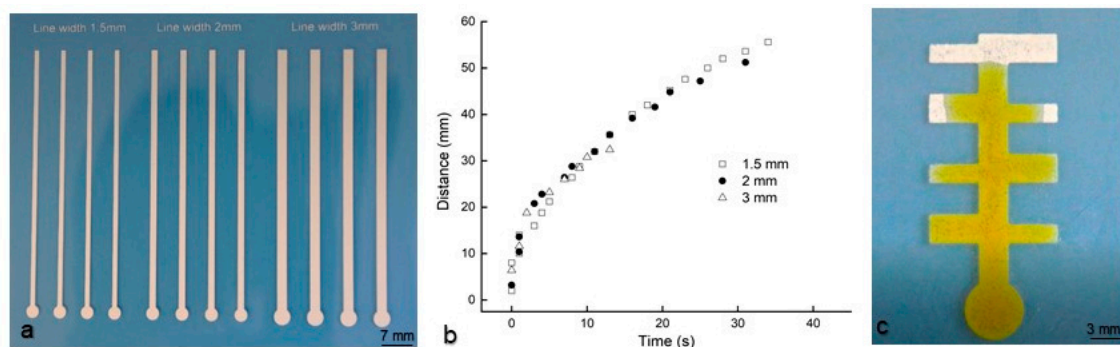 Line width 1.5mm Line width 2mm Line width 3mm
7 mm
a
60
50
40
30
20
10
0
Distance (mm)
1.5 mm
2 mm
3 mm
0 10 20 30 40
Time (s)
b
3 mm
c